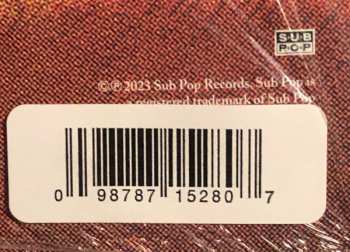 SUB
POP
©℗ 2023 Sub Pop Records. Sub Pop is
a registered trademark of Sub Pop
0 98787 15280 7